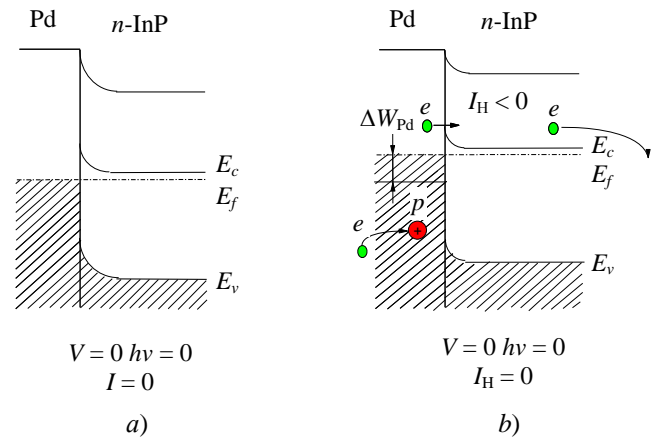 Pd
n-InP
E_c
E_f
E_v
V = 0 hν = 0
I = 0
a)
Pd
n-InP
I_H < 0
e
e
ΔW_Pd
E_c
E_f
p
e
+
E_v
V = 0 hν = 0
I_H = 0
b)